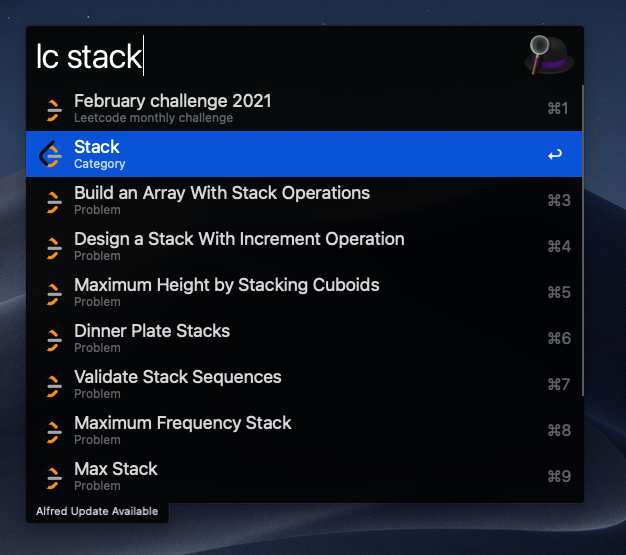 lc stack
February challenge 2021
⌘1
Leetcode monthly challenge
Stack
↩
Category
Build an Array With Stack Operations
⌘3
Problem
Design a Stack With Increment Operation
⌘4
Problem
Maximum Height by Stacking Cuboids
⌘5
Problem
Dinner Plate Stacks
⌘6
Problem
Validate Stack Sequences
⌘7
Problem
Maximum Frequency Stack
⌘8
Problem
Max Stack
⌘9
Problem
Alfred Update Available